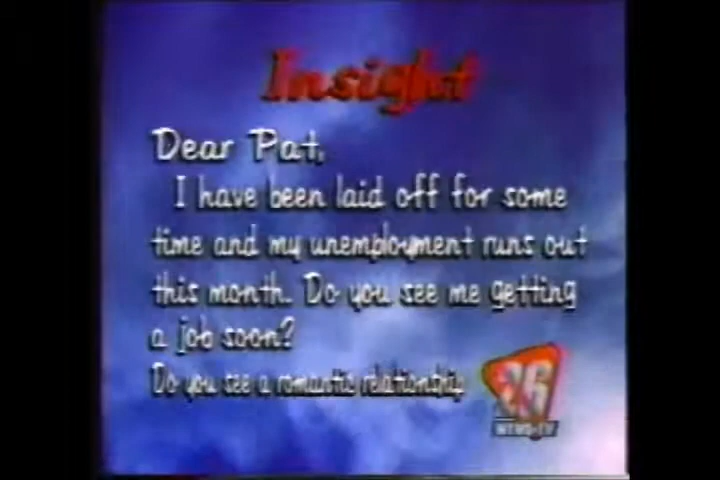 Insight
Dear Pat,
I have been laid off for some
time and my unemployment runs out
this month. Do you see me getting
a job soon?
Do you see a romantic relationship
26